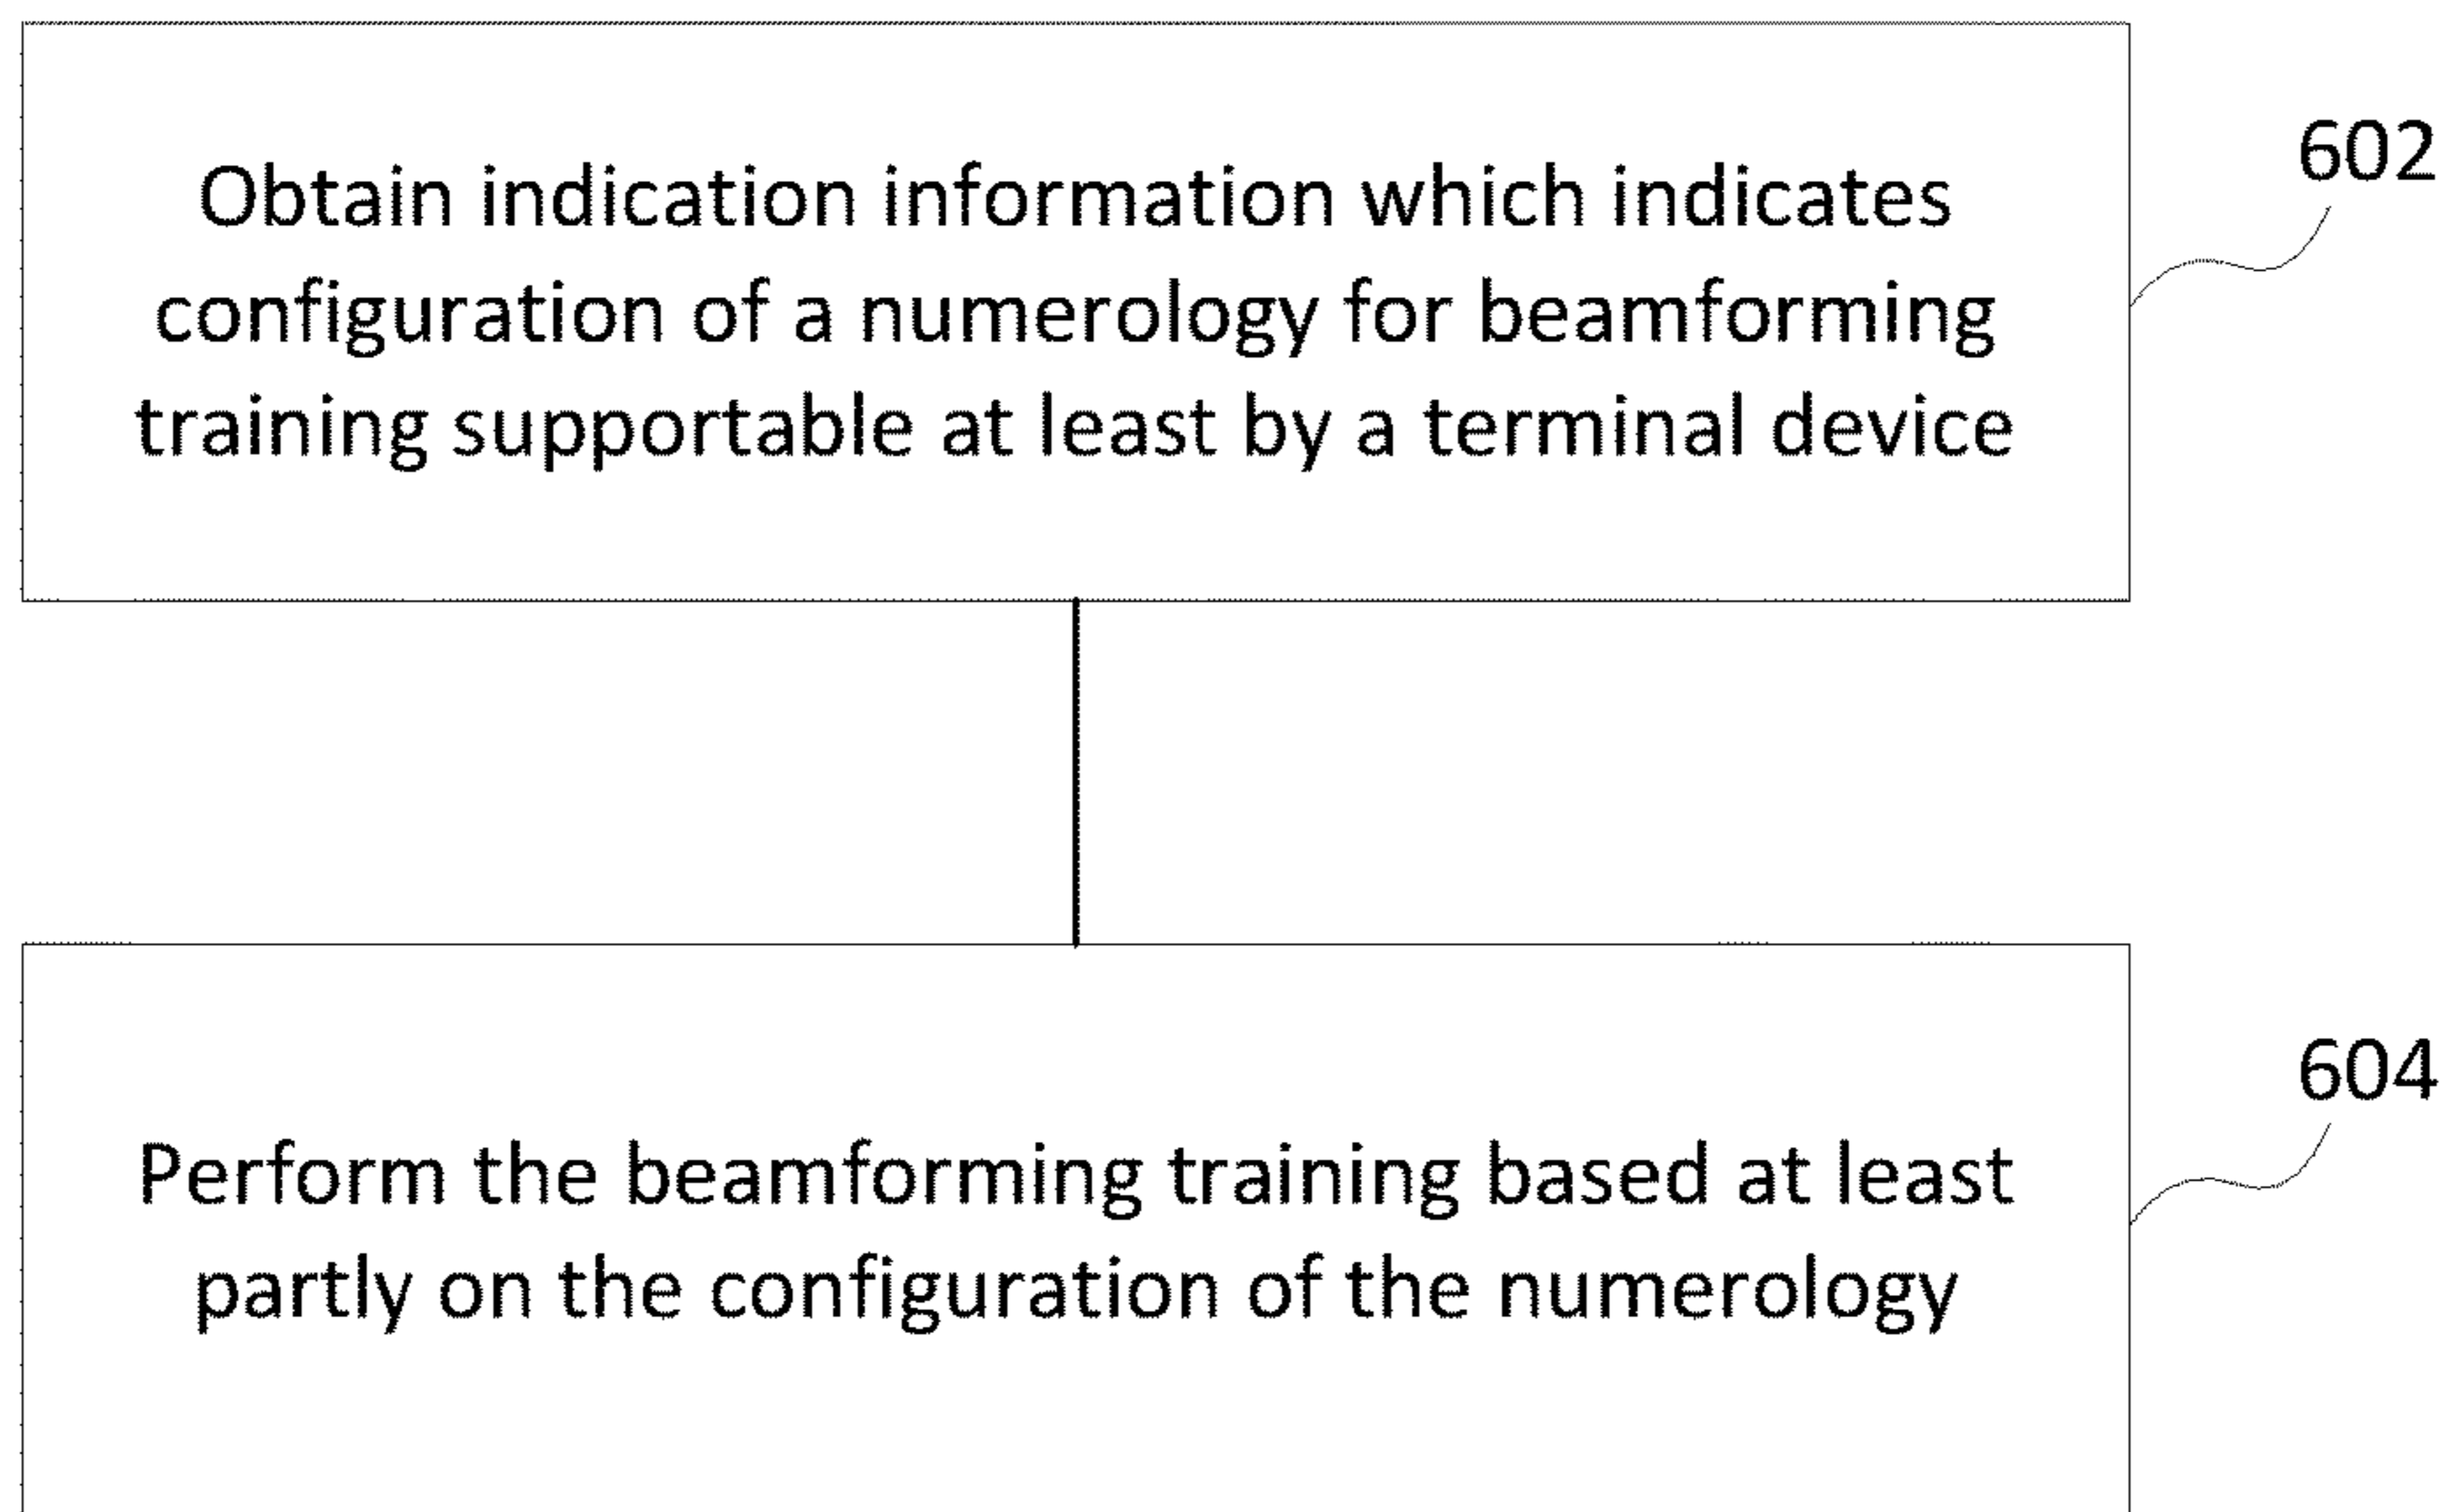 Obtain indication information which indicates
configuration of a numerology for beamforming
training supportable at least by a terminal device
602
Perform the beamforming training based at least
partly on the configuration of the numerology
604